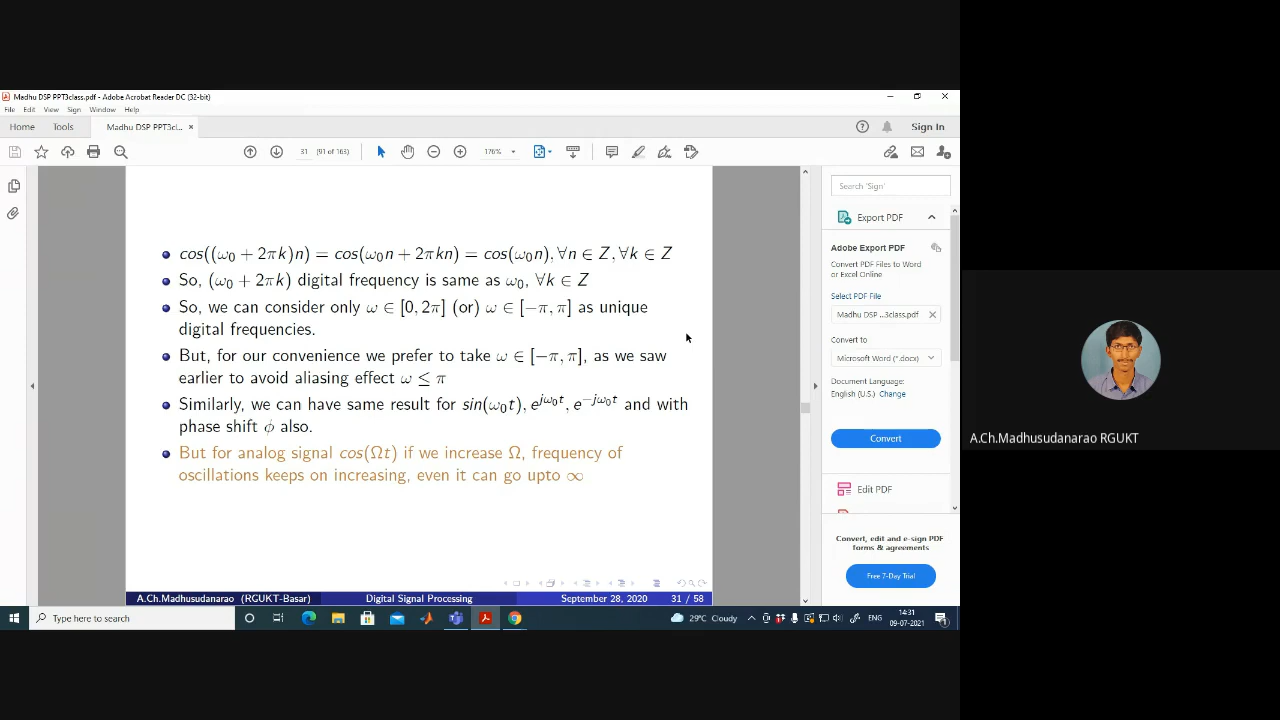 Madhu DSP PPT3class.pdf - Adobe Acrobat Reader DC (32-bit)
File Edit View Sign Window Help
Home Tools Madhu DSP PPT3cl... × Sign In
31 (91 of 163) 176%
Search 'Sign'
Export PDF
Adobe Export PDF
Convert PDF Files to Word
or Excel Online
Select PDF File
Madhu DSP ...3class.pdf
Convert to
Microsoft Word (*.docx)
Document Language:
English (U.S.) Change
Convert
Edit PDF
Convert, edit and e-sign PDF
forms & agreements
Free 7-Day Trial
cos((ω₀ + 2πk)n) = cos(ω₀n + 2πkn) = cos(ω₀n), ∀n ∈ Z, ∀k ∈ Z
So, (ω₀ + 2πk) digital frequency is same as ω₀, ∀k ∈ Z
So, we can consider only ω ∈ [0, 2π] (or) ω ∈ [−π, π] as unique
digital frequencies.
But, for our convenience we prefer to take ω ∈ [−π, π], as we saw
earlier to avoid aliasing effect ω ≤ π
Similarly, we can have same result for sin(ω₀t), e^{jω₀t}, e^{−jω₀t} and with
phase shift ϕ also.
But for analog signal cos(Ωt) if we increase Ω, frequency of
oscillations keeps on increasing, even it can go upto ∞
A.Ch.Madhusudanarao (RGUKT-Basar) Digital Signal Processing September 28, 2020 31 / 58
Type here to search 29°C Cloudy ENG 14:31
09-07-2021
A.Ch.Madhusudanarao RGUKT